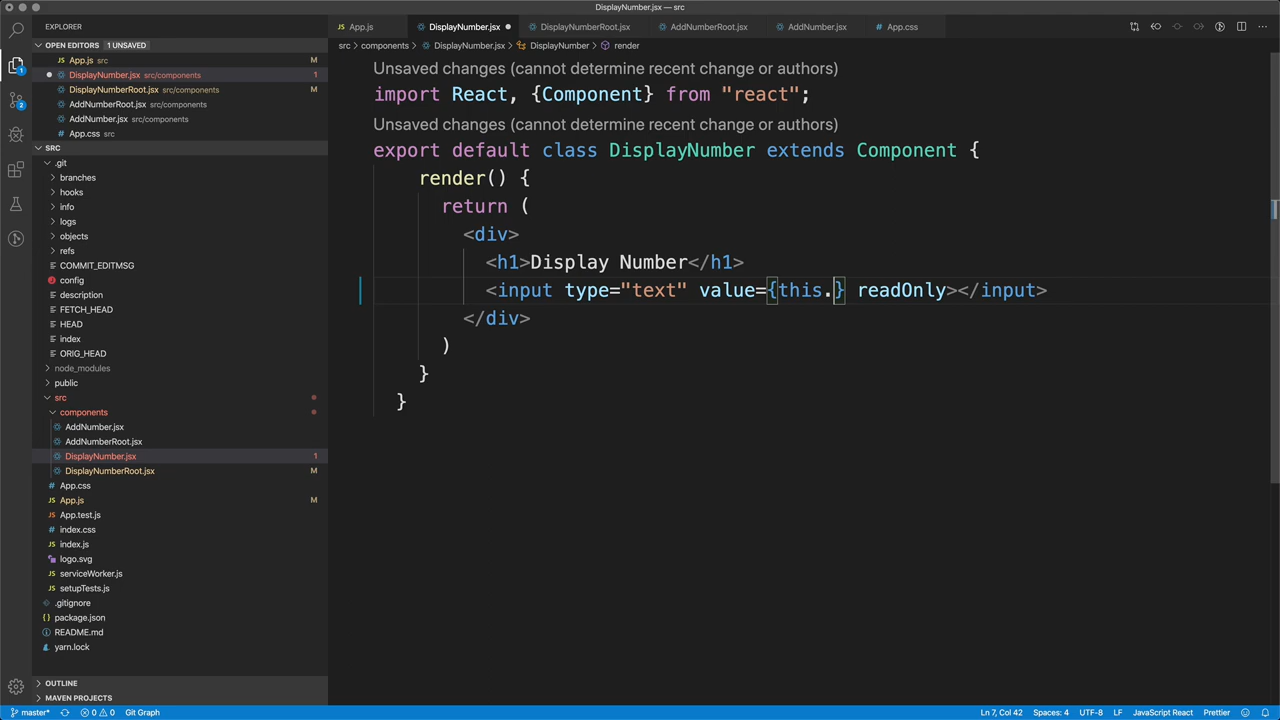 DisplayNumber.jsx — src
EXPLORER
App.js
DisplayNumber.jsx
DisplayNumberRoot.jsx
AddNumberRoot.jsx
AddNumber.jsx
App.css
OPEN EDITORS 1 UNSAVED
App.js src M
DisplayNumber.jsx src/components 1
DisplayNumberRoot.jsx src/components M
AddNumberRoot.jsx src/components
AddNumber.jsx src/components
App.css src
SRC
.git
branches
hooks
info
logs
objects
refs
COMMIT_EDITMSG
config
description
FETCH_HEAD
HEAD
index
ORIG_HEAD
node_modules
public
src
components
AddNumber.jsx
AddNumberRoot.jsx
DisplayNumber.jsx 1
DisplayNumberRoot.jsx M
App.css
App.js M
App.test.js
index.css
index.js
logo.svg
serviceWorker.js
setupTests.js
.gitignore
package.json
README.md
yarn.lock
OUTLINE
MAVEN PROJECTS
src > components > DisplayNumber.jsx > DisplayNumber > render
Unsaved changes (cannot determine recent change or authors)
import React, {Component} from "react";
Unsaved changes (cannot determine recent change or authors)
export default class DisplayNumber extends Component {
render() {
return (
<div>
<h1>Display Number</h1>
<input type="text" value={this.} readOnly></input>
</div>
)
}
}
master* 0 0 Git Graph
Ln 7, Col 42 Spaces: 4 UTF-8 LF JavaScript React Prettier